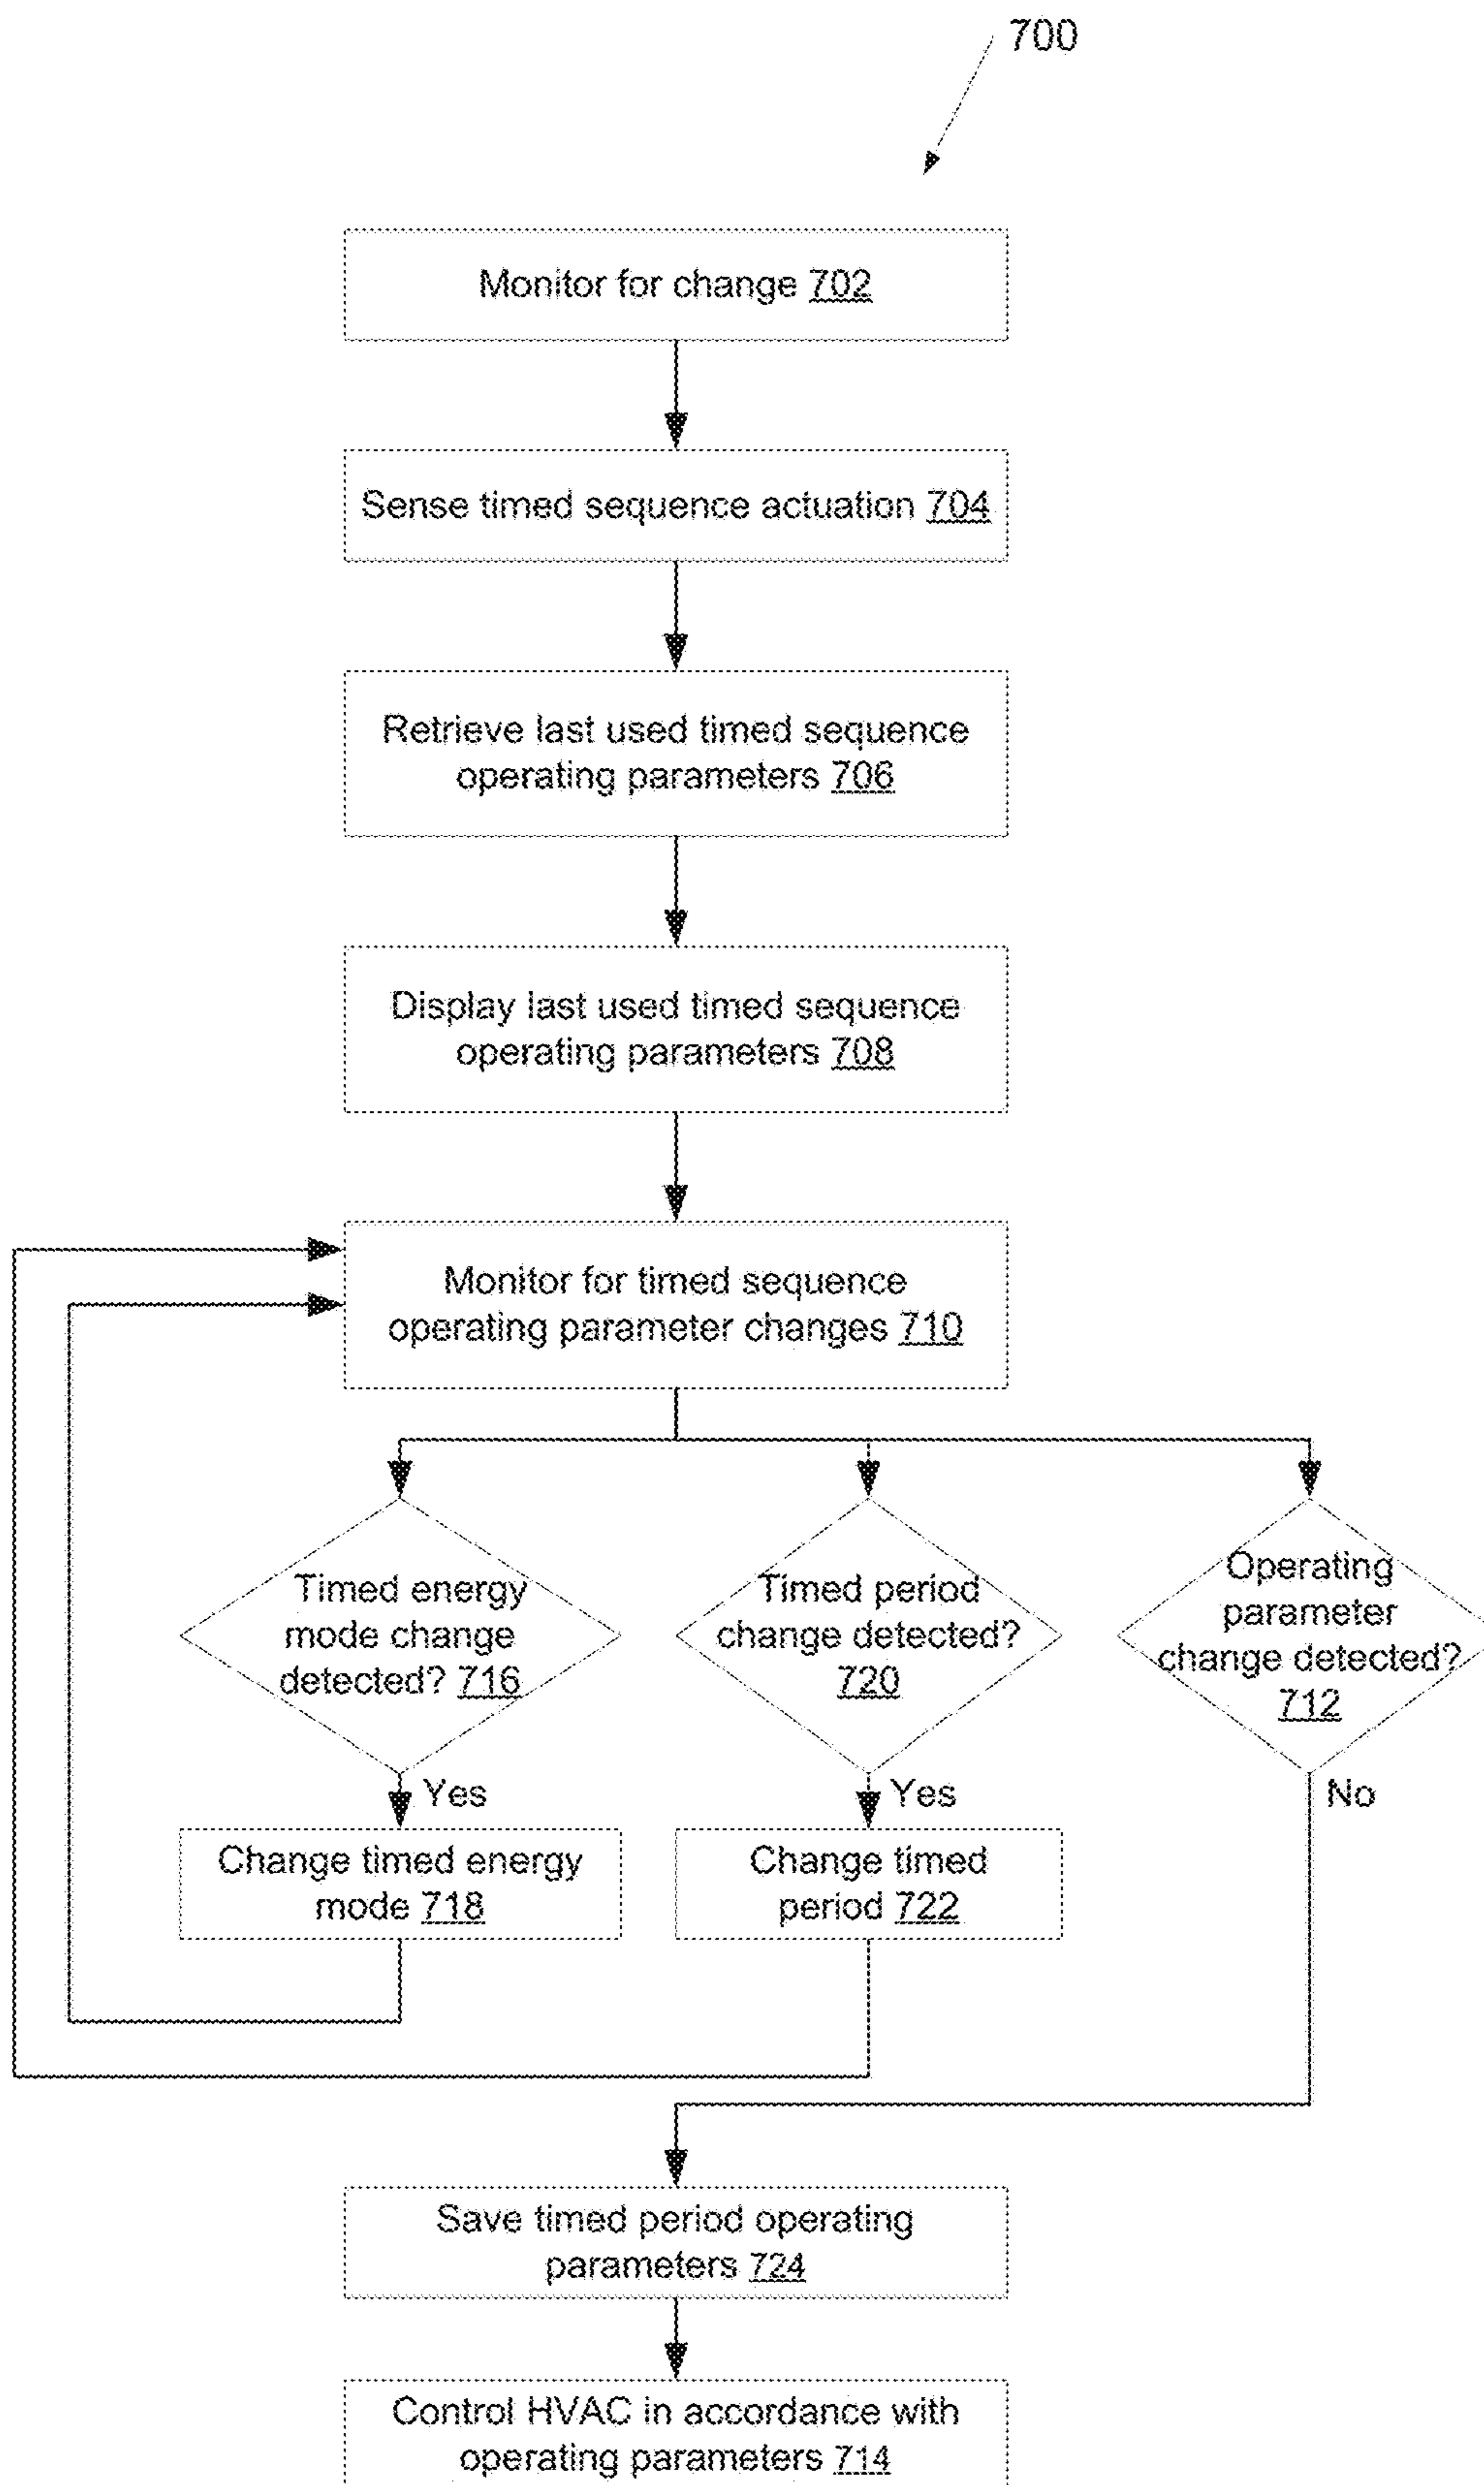 700
Monitor for change 702
Sense timed sequence actuation 704
Retrieve last used timed sequence
operating parameters 706
Display last used timed sequence
operating parameters 708
Monitor for timed sequence
operating parameter changes 710
Timed energy
mode change
detected? 716
Timed period
change detected?
720
Operating
parameter
change detected?
712
Yes
Yes
No
Change timed energy
mode 718
Change timed
period 722
Save timed period operating
parameters 724
Control HVAC in accordance with
operating parameters 714